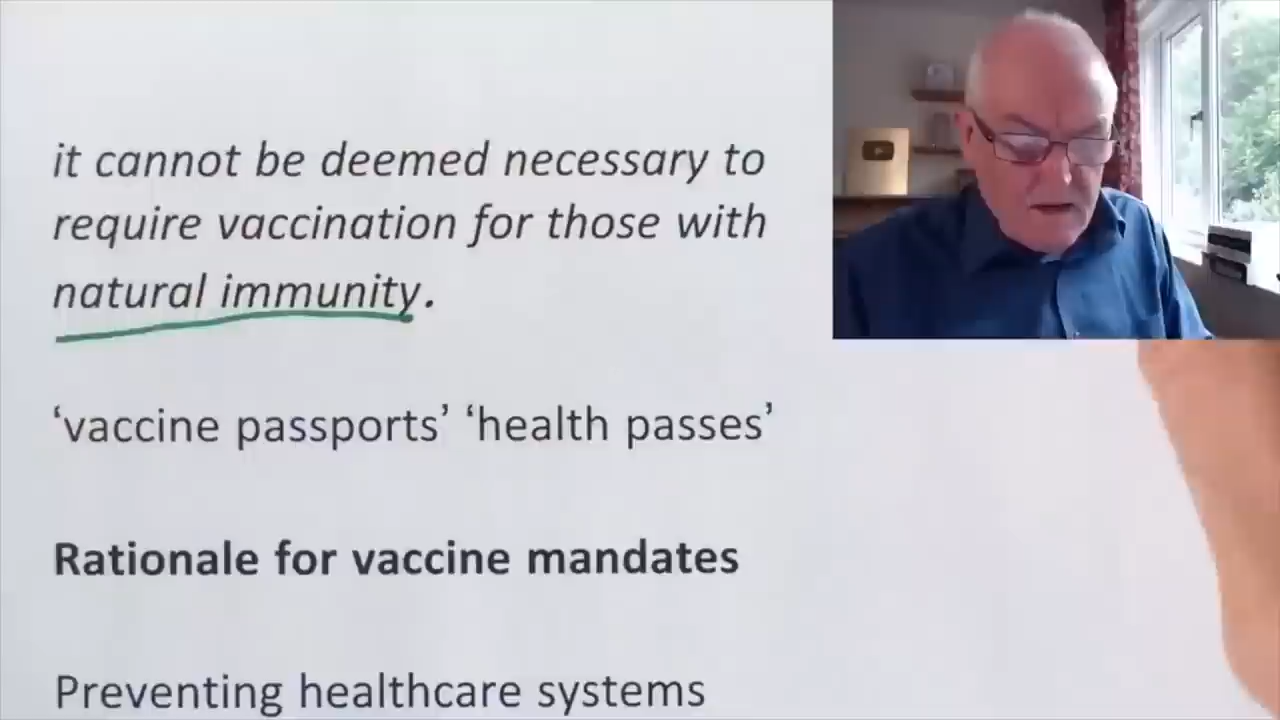 it cannot be deemed necessary to
require vaccination for those with
natural immunity.
‘vaccine passports’ ‘health passes’
Rationale for vaccine mandates
Preventing healthcare systems